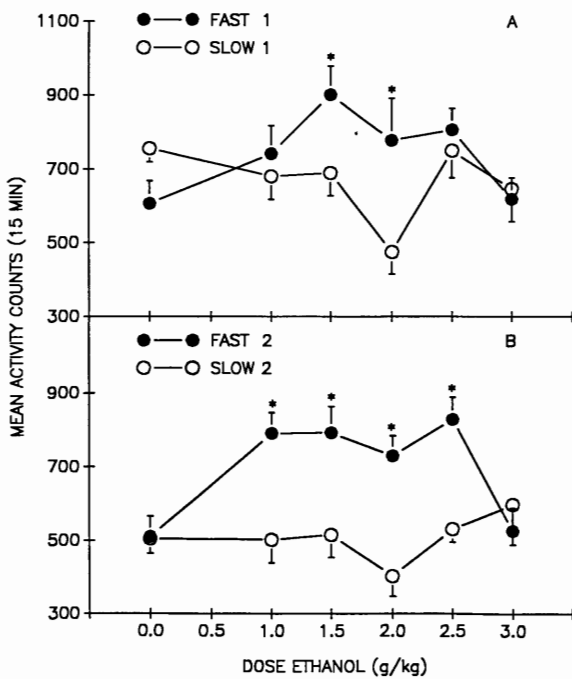 1100
900
700
500
300
FAST 1
SLOW 1
A
*
*
MEAN ACTIVITY COUNTS (15 MIN)
900
700
500
300
FAST 2
SLOW 2
B
*
*
*
*
0.0 0.5 1.0 1.5 2.0 2.5 3.0
DOSE ETHANOL (g/kg)